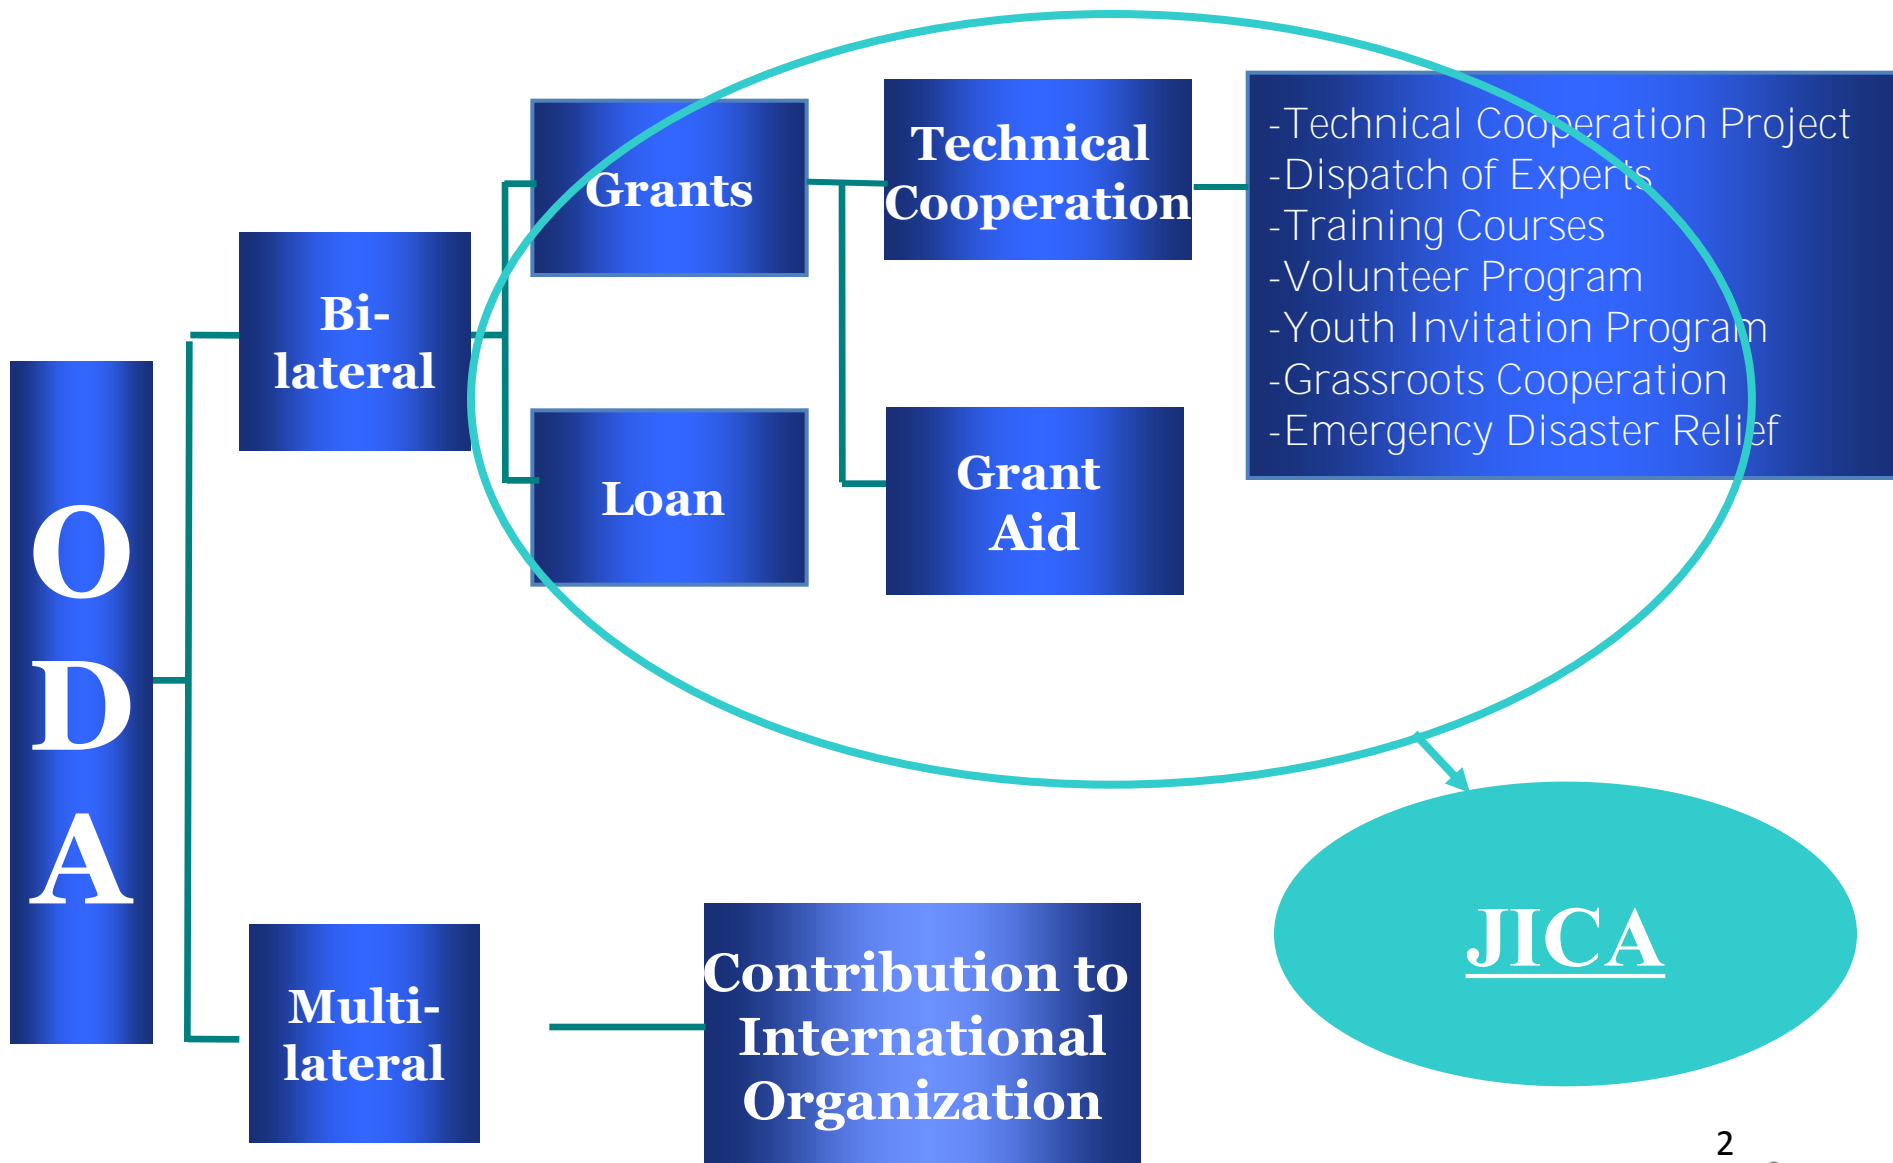 O
D
A
Bi-
lateral
Grants
Loan
Technical
Cooperation
Grant
Aid
-Technical Cooperation Project
-Dispatch of Experts
-Training Courses
-Volunteer Program
-Youth Invitation Program
-Grassroots Cooperation
-Emergency Disaster Relief
JICA
Multi-
lateral
Contribution to
International
Organization
2